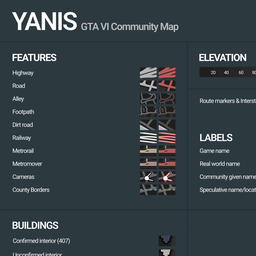 YANIS GTA VI Community Map
FEATURES
Highway
Road
Alley
Footpath
Dirt road
Railway
Metrorail
Metromover
Cameras
County Borders
BUILDINGS
Confirmed interior (407)
Unconfirmed interior
ELEVATION
20 40 60 80
Route markers & Interst
LABELS
Game name
Real world name
Community given name
Speculative name/locat